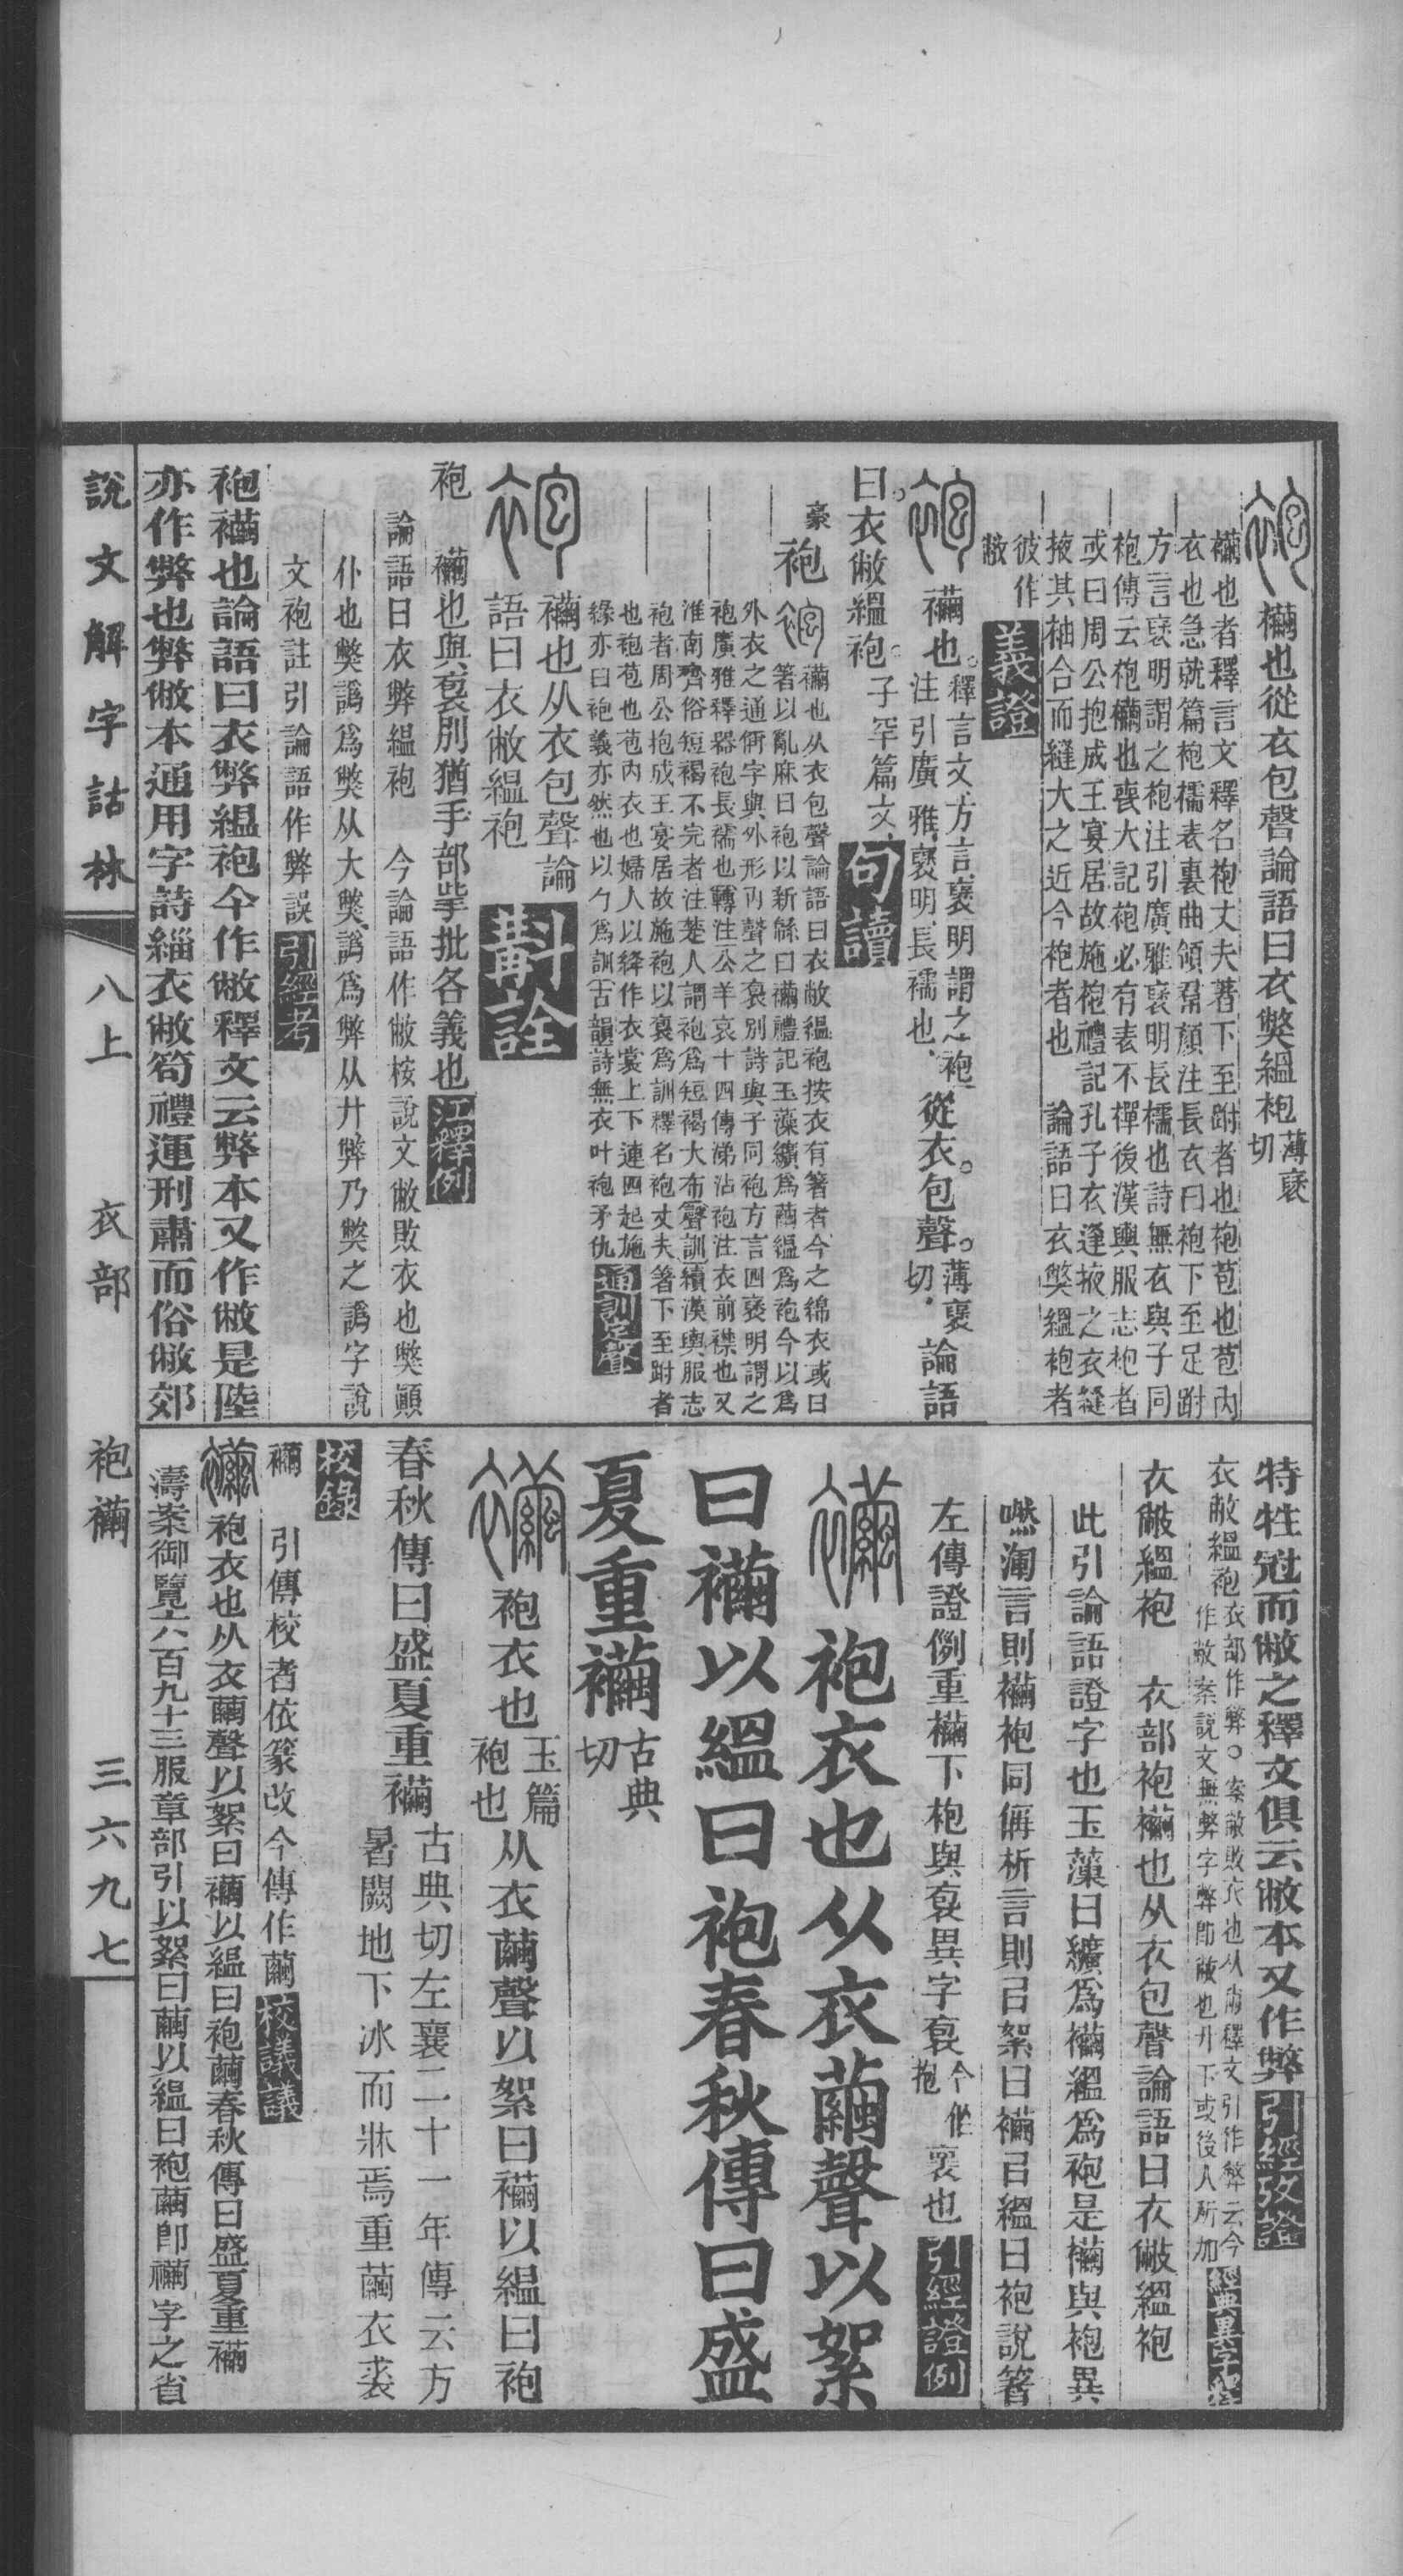 襺也從衣包聲論語曰衣獘緼袍薄褱切
襺也者釋言文釋名袍丈夫著下至跗者也袍苞也苞內
衣也急就篇袍襦表裏曲領帬顏注長衣曰袍下至足跗
方言褱明謂之袍注引廣雅褱明長襦也詩無衣與子同
袍傳云袍襺也喪大記袍必有表不襌後漢輿服志袍者
或曰周公抱成王宴居故施袍禮記孔子衣逢掖之衣縫
掖其袖合而縫大之近今袍者也 論語曰衣獘緼袍者
彼作
敝 義證
襺也。釋言文、方言、褱明謂之袍、注引廣雅、褱明、長襦也、從衣。包聲。薄褒切、論語
曰。衣敝緼袍。子罕篇文、句讀
豪 袍 襺也从衣包聲論語曰衣敝緼袍按衣有箸者今之綿衣或曰
箸以亂麻曰袍以新緜曰襺禮記玉藻纊爲繭緼爲袍今以爲
外衣之通偁字與外形內聲之袌別詩與子同袍方言四褱明謂之
袍廣雅釋器袍長襦也轉注公羊哀十四傳涕沾袍注衣前襟也又
淮南齊俗短褐不完者注楚人謂袍爲短褐大布聲訓續漢輿服志
袍者周公抱成王宴居故施袍以袌爲訓釋名袍丈夫箸下至跗者
也袍苞也苞內衣也婦人以絳作衣裳上下連四起施
緣亦曰袍義亦然也以勹爲訓古韻詩無衣叶袍矛仇 通訓定聲
襺也从衣包聲論
語曰衣敝緼袍 斠詮
袍 襺也與袌別猶手部㧗批各義也 江釋例
論語曰衣弊緼袍 今論語作敝桉說文敝敗衣也獘顚
仆也獘譌爲獘从大獘譌爲弊从廾弊乃獘之譌字說
文袍註引論語作弊誤 引經考
袍襺也論語曰衣弊緼袍今作敝釋文云弊本又作敝是陸
亦作弊也弊敝本通用字詩緇衣敝笱禮運刑肅而俗敝郊
特牲冠而敝之釋文俱云敝本又作弊 引經攷證
衣敝緼袍衣部作弊○案敝敗衣也从㡀釋文引作弊云今
作敝案說文無弊字弊卽敝也廾下或後人所加
衣敝緼袍 衣部袍襺也从衣包聲論語曰衣敝緼袍
此引論語證字也玉藻曰纊爲襺緼爲袍是襺與袍異
嘫渾言則襺袍同偁析言則㠯絮曰襺㠯緼曰袍說箸
左傳證例重襺下袍與袌異字袌今俗抱褱也 引經證例
袍衣也从衣繭聲以絮
曰襺以緼曰袍春秋傳曰盛
夏重襺古典切
袍衣也玉篇袍也从衣繭聲以絮曰襺以緼曰袍
春秋傳曰盛夏重襺古典切左襄二十一年傳云方
暑闕地下冰而牀焉重繭衣裘
校錄
襺 引傳校者依篆改今傳作繭 校議議
袍衣也从衣繭聲以絮曰襺以緼曰袍繭春秋傳曰盛夏重襺
濤案御覽六百九十三服章部引以絮曰繭以緼曰袍繭卽襺字之省
說文解字詁林 八上 衣部 袍襺 三六九七